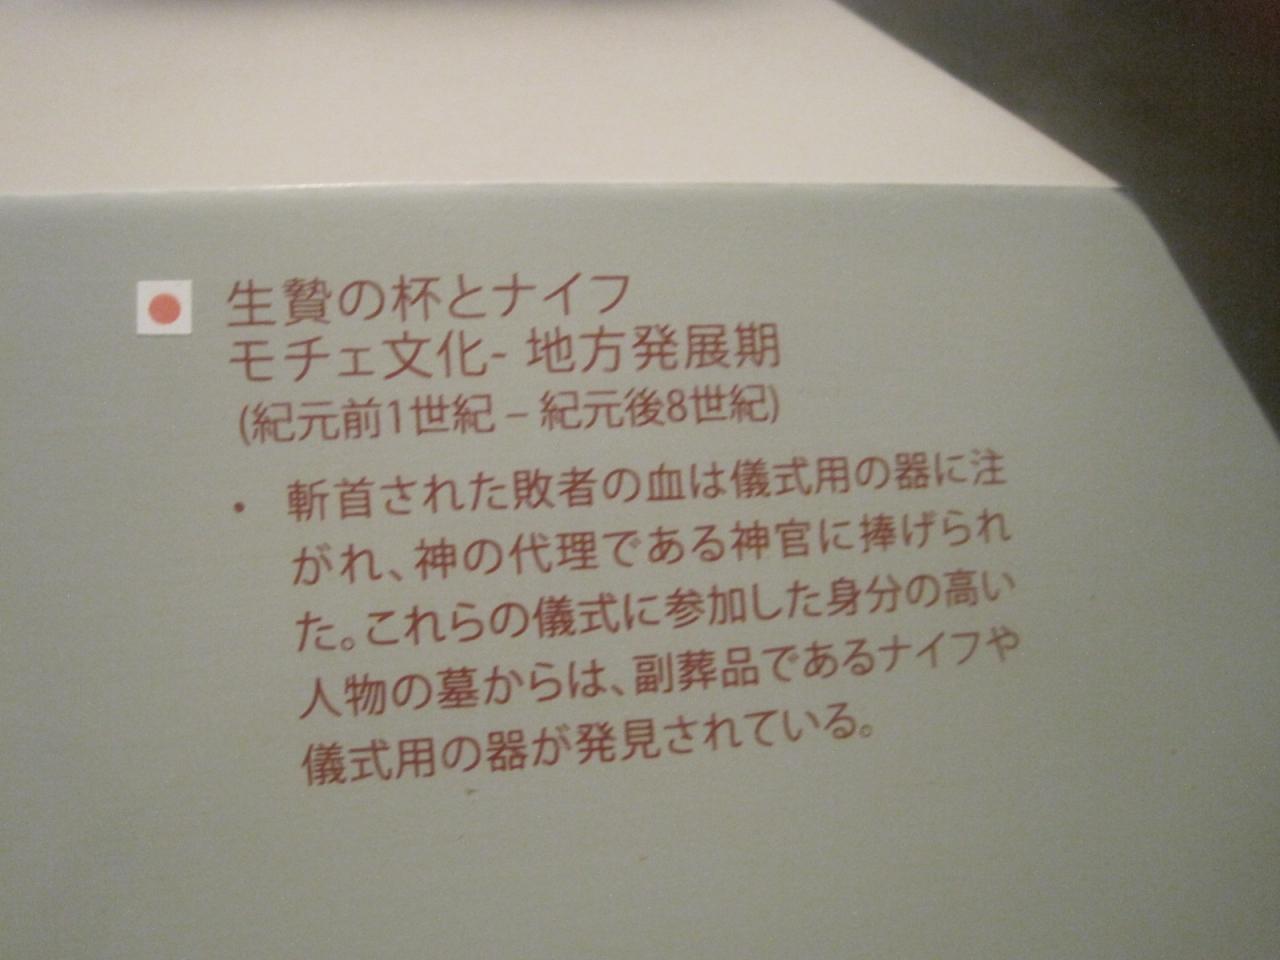 生贄の杯とナイフ
モチェ文化- 地方発展期
(紀元前1世紀 – 紀元後8世紀)
• 斬首された敗者の血は儀式用の器に注
がれ、神の代理である神官に捧げられ
た。これらの儀式に参加した身分の高い
人物の墓からは、副葬品であるナイフや
儀式用の器が発見されている。